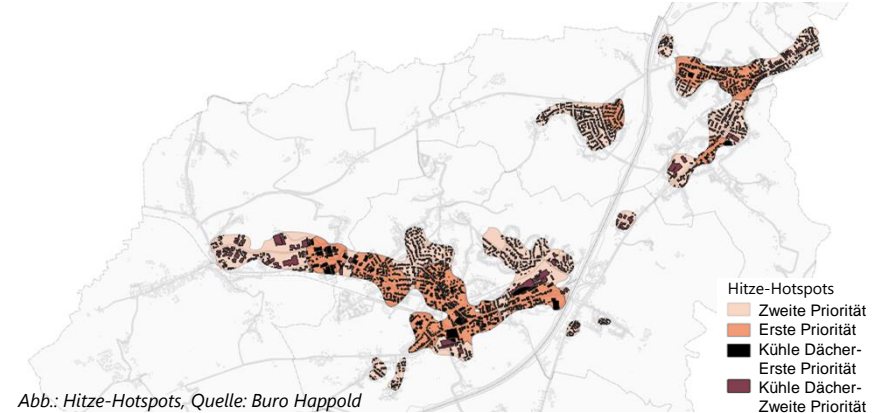 Hitze-Hotspots
Zweite Priorität
Erste Priorität
Kühle Dächer-
Erste Priorität
Kühle Dächer-
Zweite Priorität
Abb.: Hitze-Hotspots, Quelle: Buro Happold